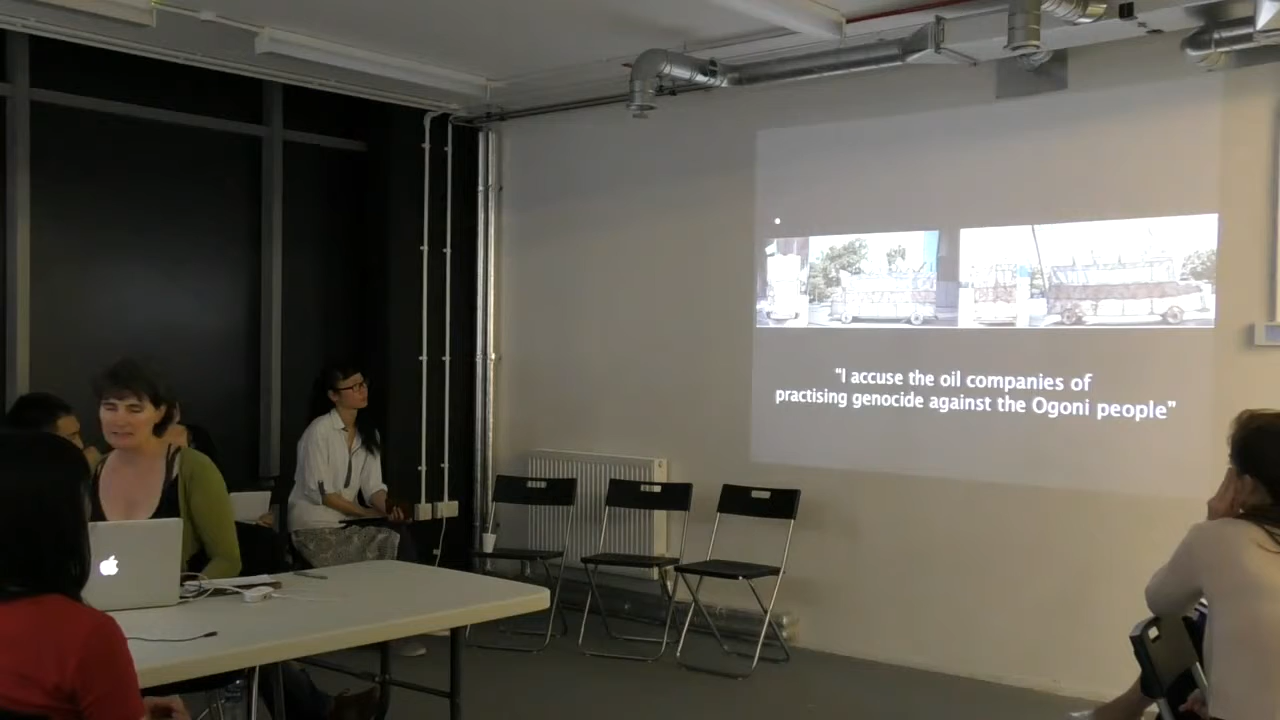 “I accuse the oil companies of
practising genocide against the Ogoni people”